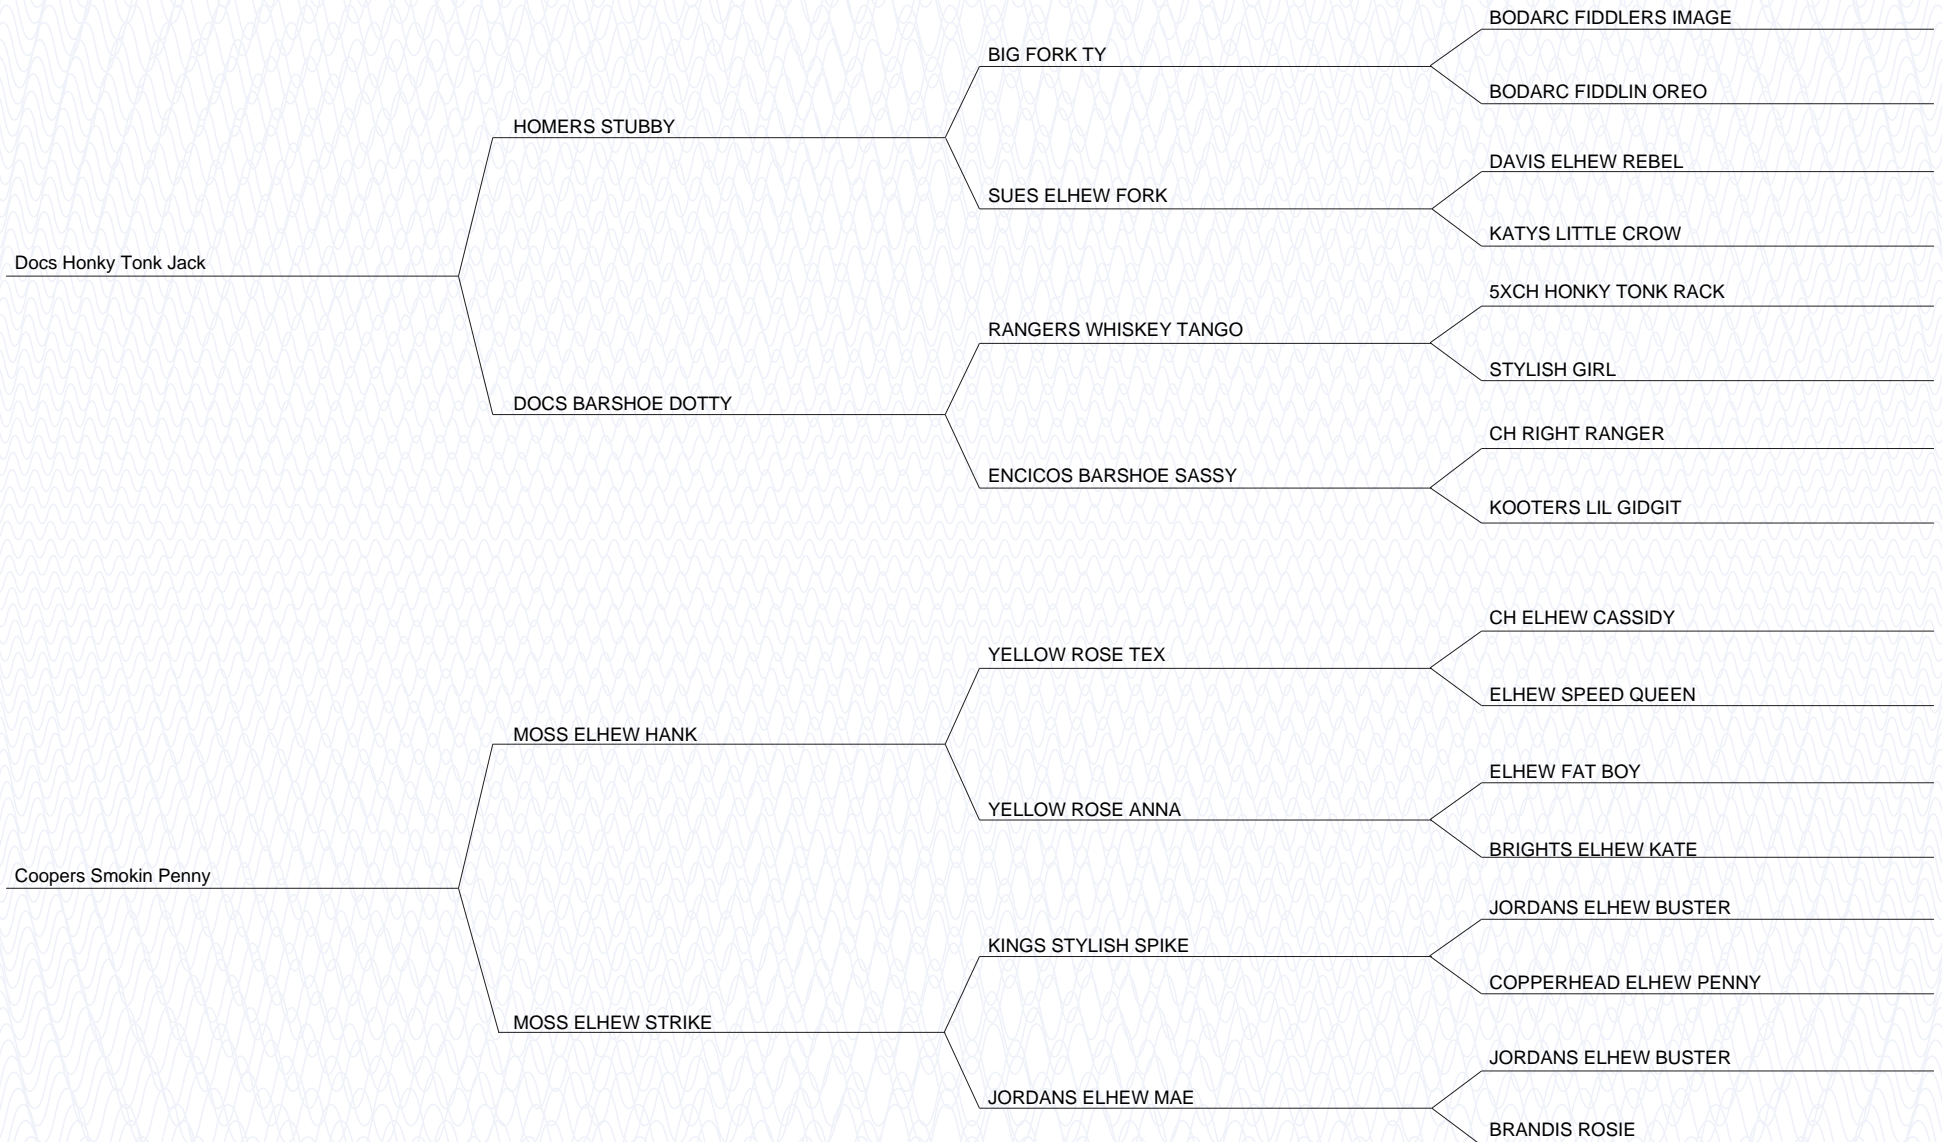 BODARC FIDDLERS IMAGE
BIG FORK TY
BODARC FIDDLIN OREO
HOMERS STUBBY
DAVIS ELHEW REBEL
SUES ELHEW FORK
KATYS LITTLE CROW
Docs Honky Tonk Jack
5XCH HONKY TONK RACK
RANGERS WHISKEY TANGO
STYLISH GIRL
DOCS BARSHOE DOTTY
CH RIGHT RANGER
ENCICOS BARSHOE SASSY
KOOTERS LIL GIDGIT
CH ELHEW CASSIDY
YELLOW ROSE TEX
ELHEW SPEED QUEEN
MOSS ELHEW HANK
ELHEW FAT BOY
YELLOW ROSE ANNA
BRIGHTS ELHEW KATE
Coopers Smokin Penny
JORDANS ELHEW BUSTER
KINGS STYLISH SPIKE
COPPERHEAD ELHEW PENNY
MOSS ELHEW STRIKE
JORDANS ELHEW BUSTER
JORDANS ELHEW MAE
BRANDIS ROSIE